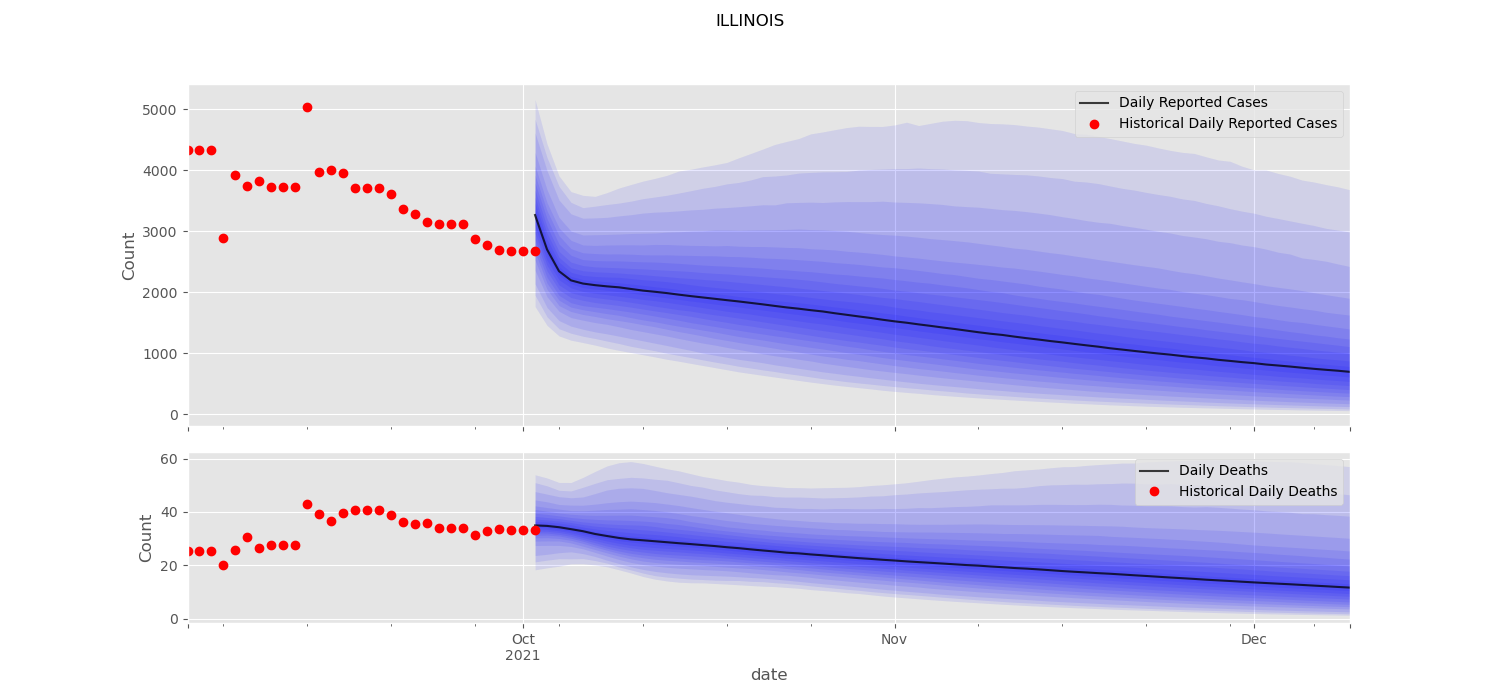 ILLINOIS
5000
4000
3000
2000
1000
0
Count
Daily Reported Cases
Historical Daily Reported Cases
60
40
20
0
Count
Daily Deaths
Historical Daily Deaths
Oct
2021
Nov
Dec
date